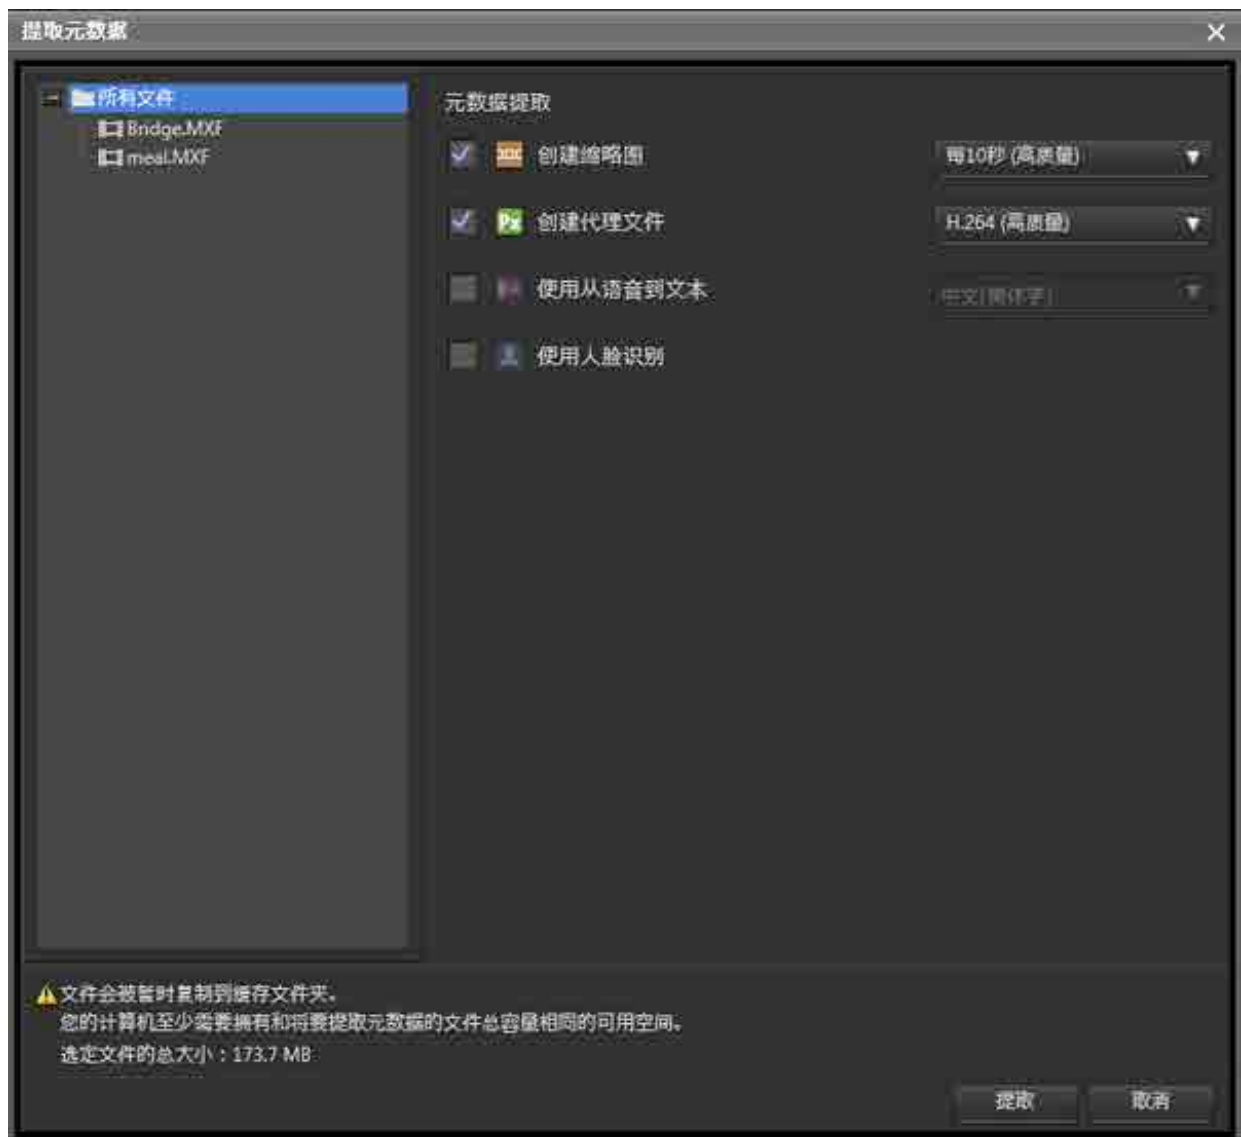 提取元数据
所有文件
Bridge.MXF
meal.MXF
元数据提取
创建缩略图
每10秒 (高质量)
创建代理文件
Px
H.264 (高质量)
使用从语音到文本
中文(简体字)
使用人脸识别
文件会被暂时复制到缓存文件夹。
您的计算机至少需要拥有和将要提取元数据的文件总容量相同的可用空间。
选定文件的总大小：173.7 MB
提取
取消